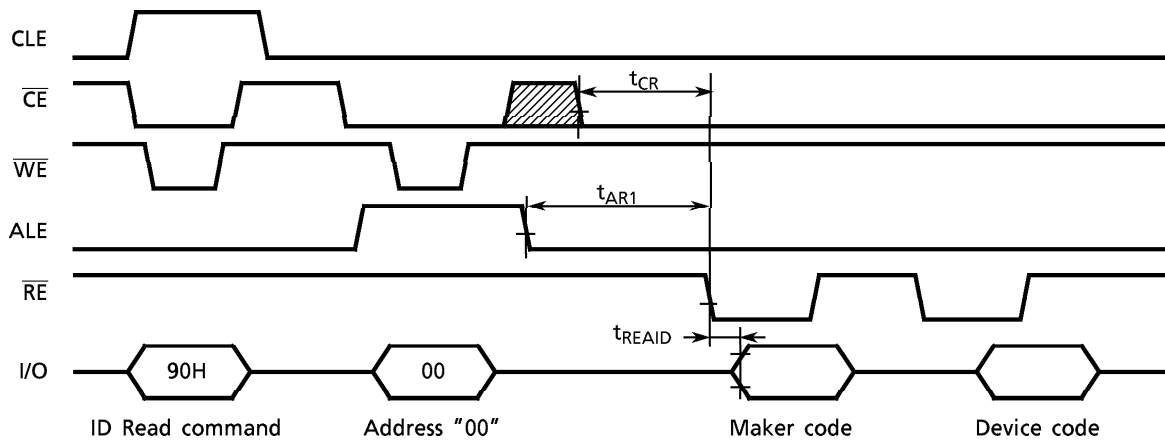 CLE
CE
tCR
WE
tAR1
ALE
RE
tREAID
I/O
90H
00
ID Read command
Address "00"
Maker code
Device code